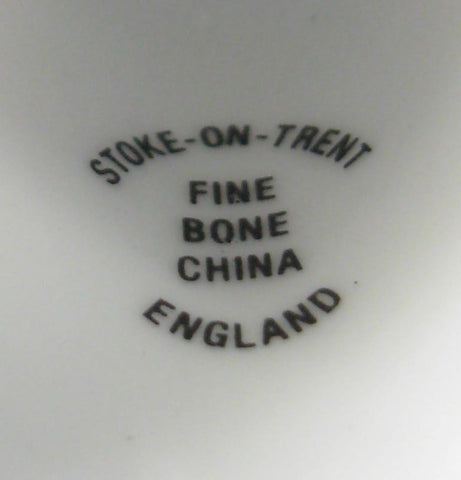 STOKE-ON-TRENT
FINE
BONE
CHINA
ENGLAND